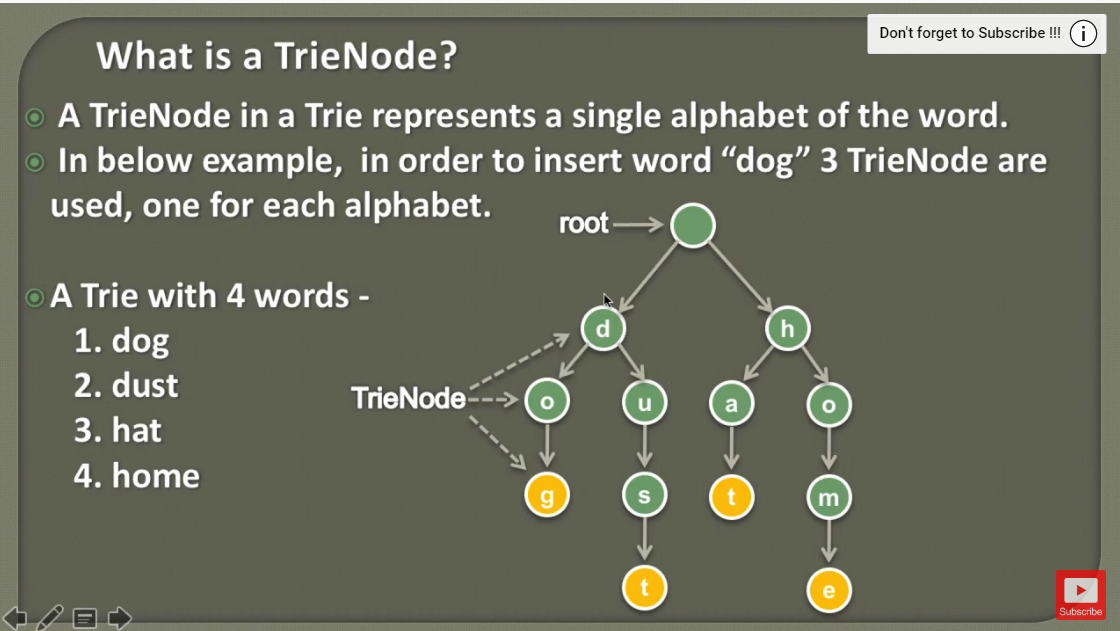 Don't forget to Subscribe !!!
What is a TrieNode?
A TrieNode in a Trie represents a single alphabet of the word.
In below example, in order to insert word “dog” 3 TrieNode are
used, one for each alphabet.
root
A Trie with 4 words -
1. dog
2. dust
3. hat
4. home
d h
TrieNode
o u a o
g s t m
t e
Subscribe